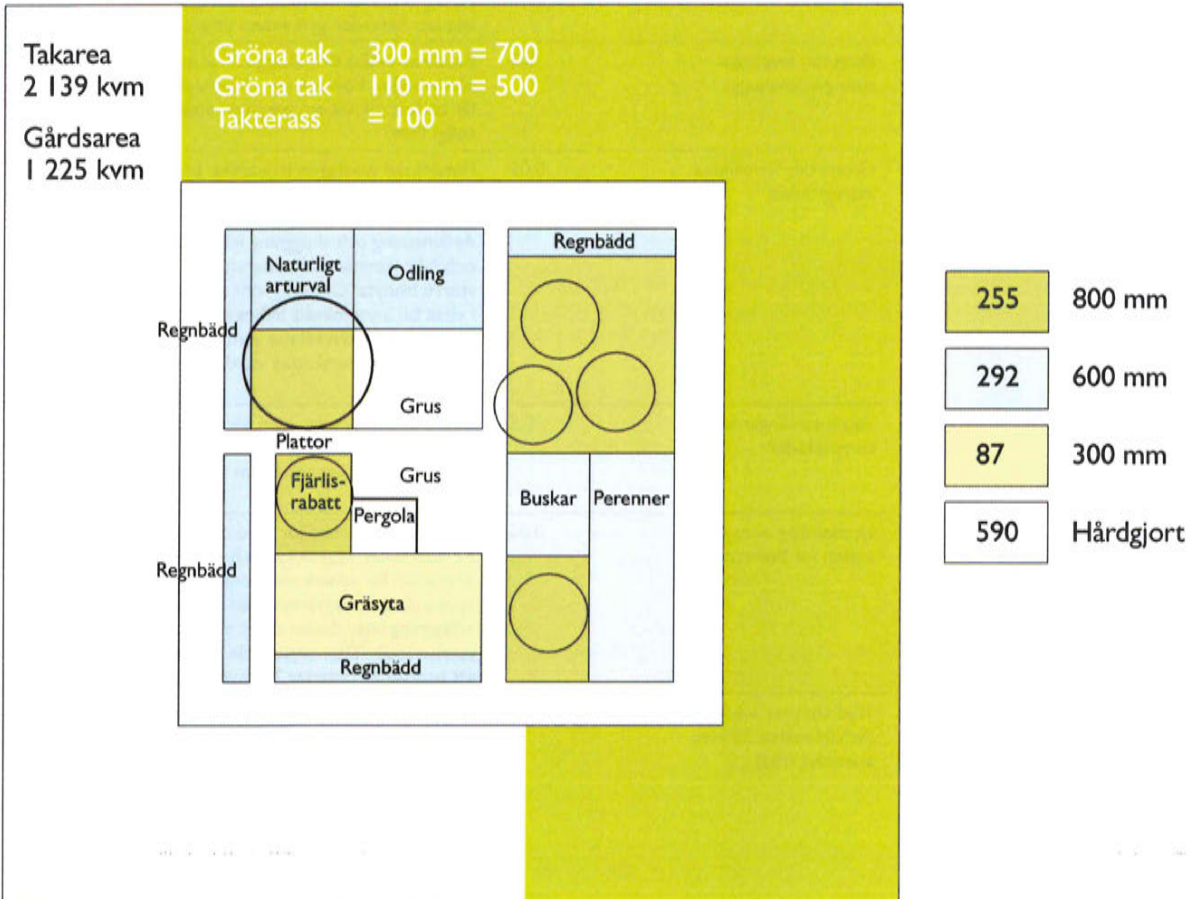 Takarea
2 139 kvm
Gårdsarea
1 225 kvm
Gröna tak 300 mm = 700
Gröna tak 110 mm = 500
Takterass = 100
Naturligt
arturval
Odling
Regnbädd
Regnbädd
Grus
Plattor
Fjärlis-
rabatt
Grus
Pergola
Buskar
Perenner
Regnbädd
Gräsyta
Regnbädd
255 800 mm
292 600 mm
87 300 mm
590 Hårdgjort